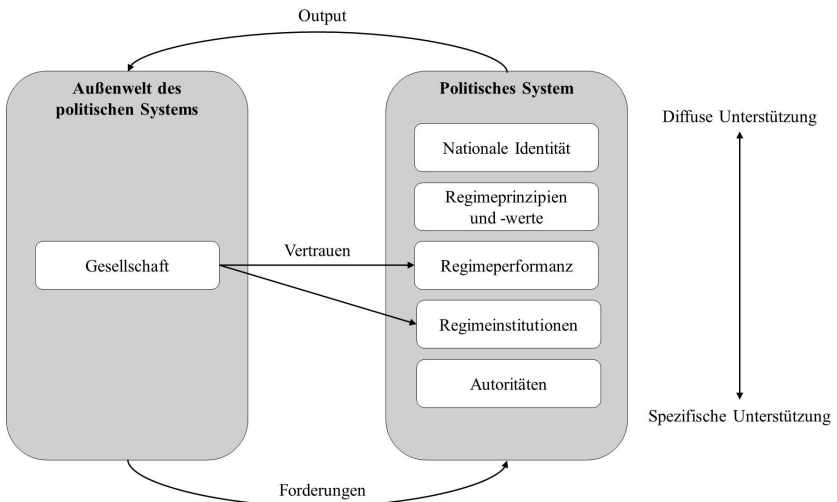 Output
Außenwelt des
politischen Systems
Politisches System
Diffuse Unterstützung
Nationale Identität
Regimeprinzipien
und -werte
Vertrauen
Gesellschaft
Regimeperformanz
Regimeinstitutionen
Autoritäten
Spezifische Unterstützung
Forderungen